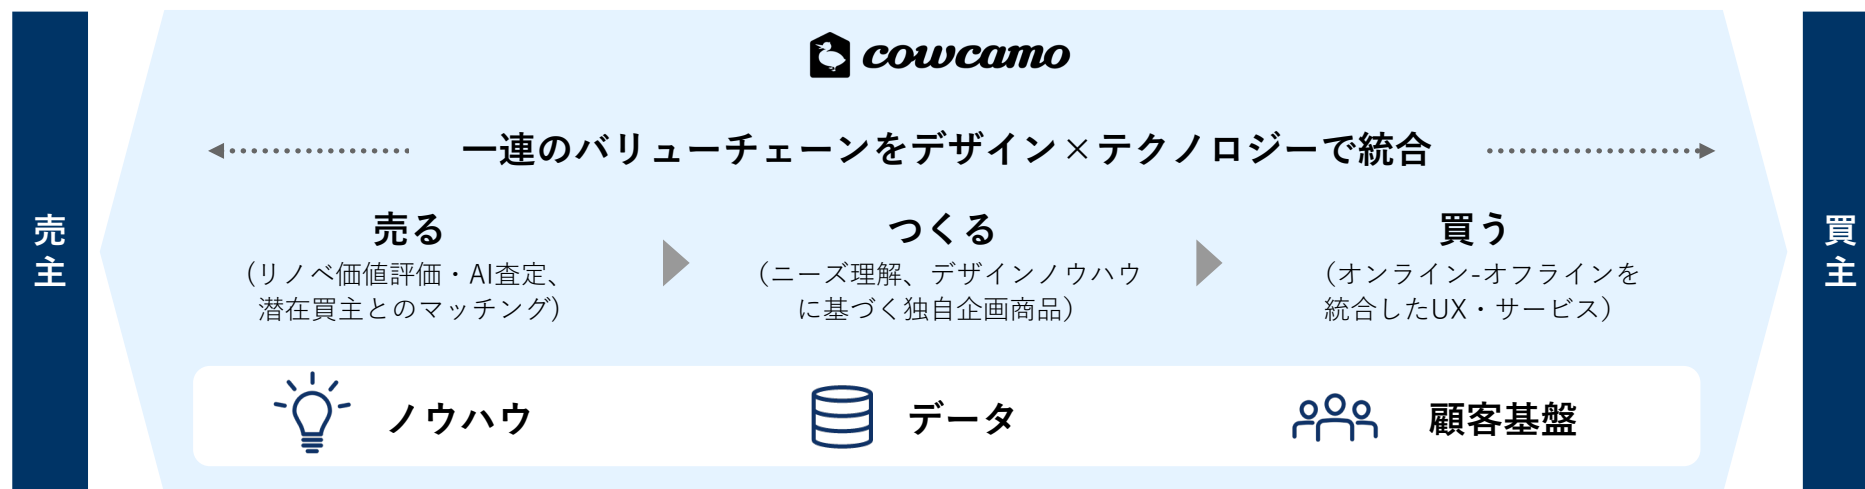 cowcamo
一連のバリューチェーンをデザイン×テクノロジーで統合
売主
売る
（リノベ価値評価・AI査定、
潜在買主とのマッチング）
つくる
（ニーズ理解、デザインノウハウ
に基づく独自企画商品）
買う
（オンライン-オフラインを
統合したUX・サービス）
買主
ノウハウ
データ
顧客基盤